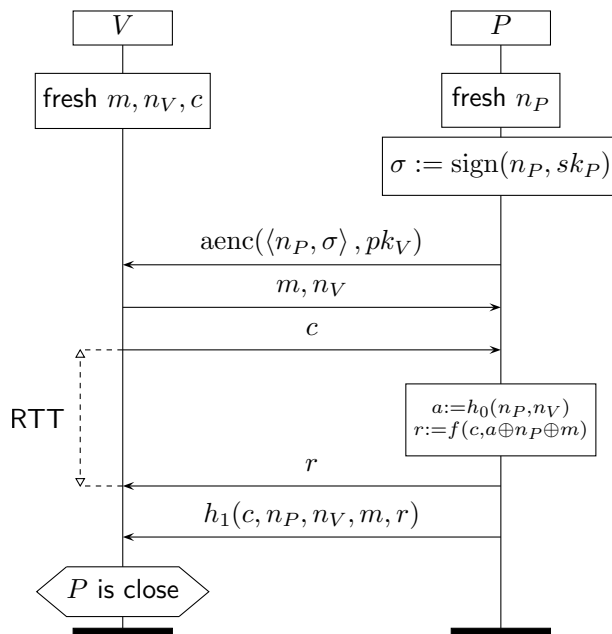 V
P
fresh m, n_V, c
fresh n_P
σ := sign(n_P, sk_P)
aenc(⟨n_P, σ⟩, pk_V)
m, n_V
c
RTT
a:=h_0(n_P,n_V)
r:=f(c,a⊕n_P⊕m)
r
h_1(c, n_P, n_V, m, r)
P is close